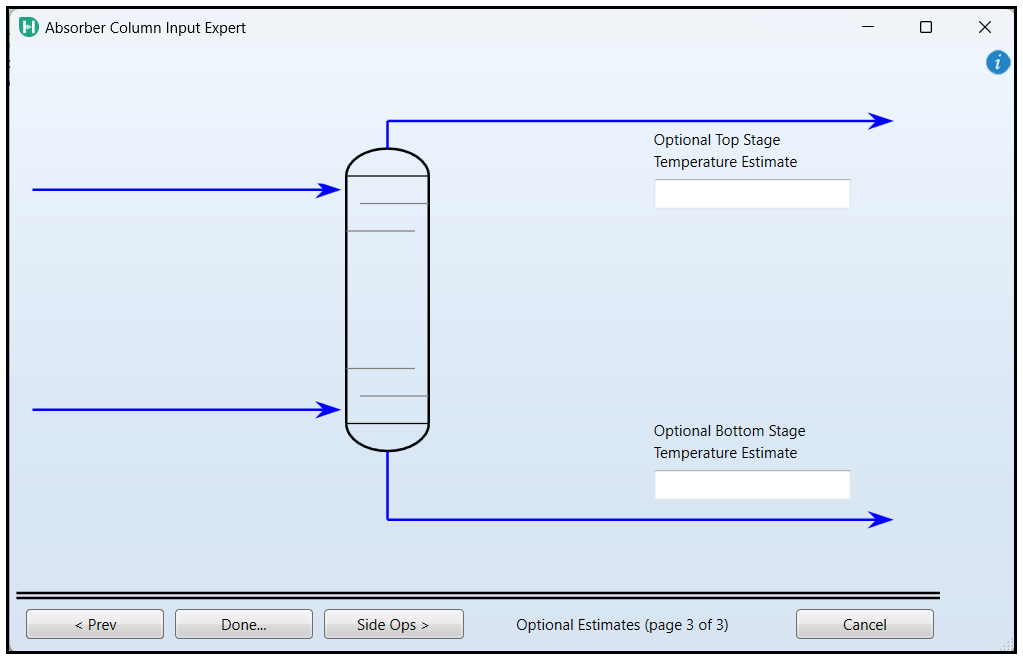 Absorber Column Input Expert
Optional Top Stage
Temperature Estimate
Optional Bottom Stage
Temperature Estimate
< Prev
Done...
Side Ops >
Optional Estimates (page 3 of 3)
Cancel